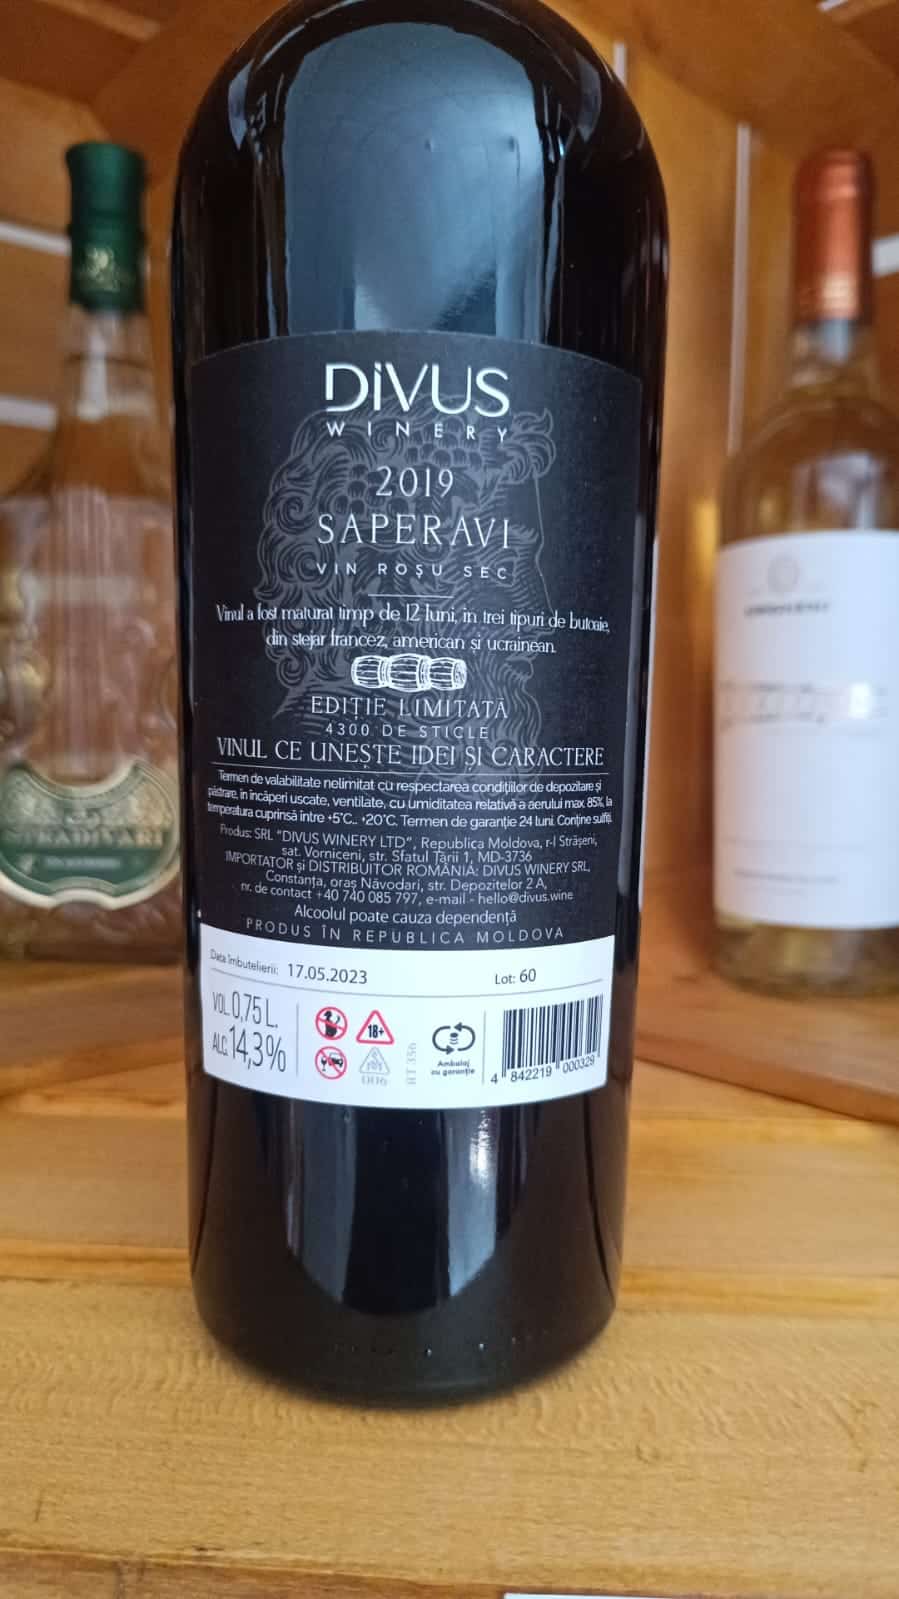 DiVUS
WINERY
2019
SAPERAVI
VIN ROȘU SEC
Vinul a fost maturat timp de 12 luni, in trei tipuri de butoaie,
din stejar francez, american și ucrainean.
EDIȚIE LIMITATĂ
4300 DE STICLE
VINUL CE UNEȘTE IDEI ȘI CARACTERE
Termen de valabilitate nelimitat cu respectarea condițiilor de depozitare și
păstrare, in incăperi uscate, ventilate, cu umiditatea relativă a aerului max. 85%, la
temperatura cuprinsă intre +5°C.. +20°C. Termen de garanție 24 luni. Conține sulfiți.
Produs: SRL "DIVUS WINERY LTD", Republica Moldova, r-l Strășeni,
sat. Vorniceni, str. Sfatul Țării 1, MD-3736
IMPORTATOR și DISTRIBUITOR ROMÂNIA: DIVUS WINERY SRL,
Constanța, oraș Năvodari, str. Depozitelor 2 A,
nr. de contact +40 740 085 797, e-mail - hello@divus.wine
Alcoolul poate cauza dependență
PRODUS ÎN REPUBLICA MOLDOVA
Data îmbutelierii: 17.05.2023 Lot: 60
VOL. 0,75 L.
ALC. 14,3%
18+
Ambalaj
cu garanție
4 842219 000329